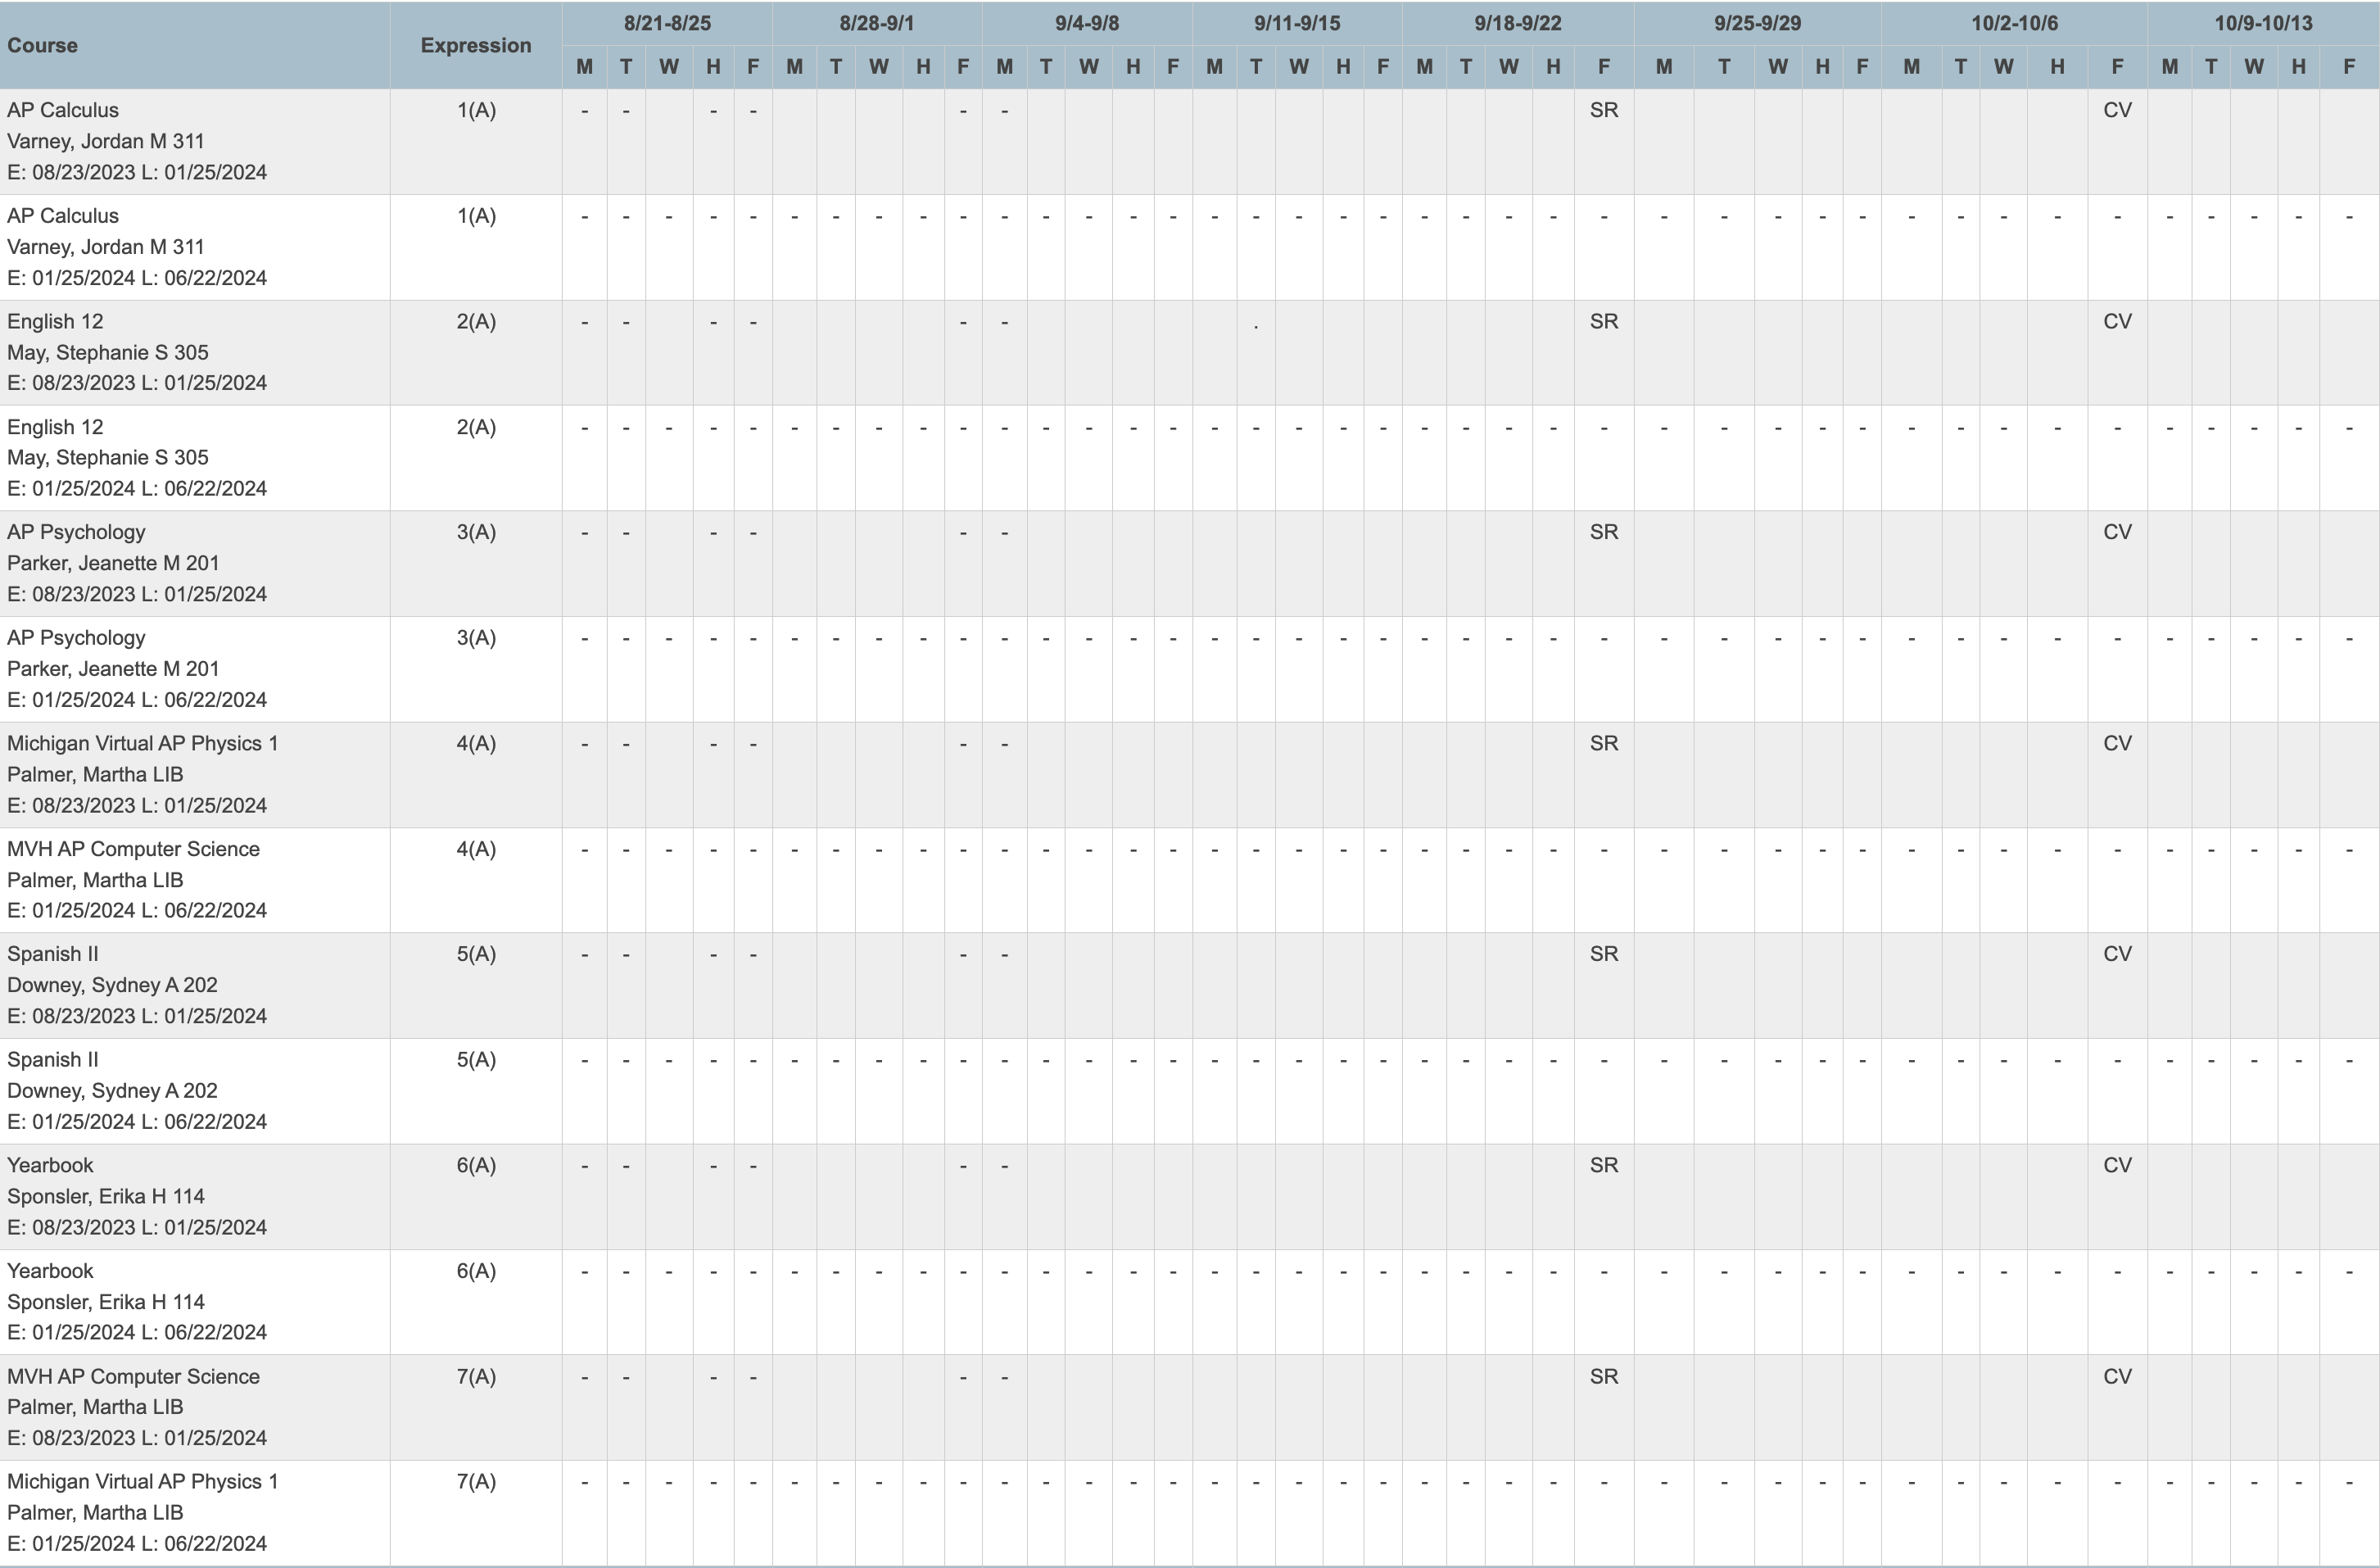 Course Expression 8/21-8/25 8/28-9/1 9/4-9/8 9/11-9/15 9/18-9/22 9/25-9/29 10/2-10/6 10/9-10/13
M T W H F M T W H F M T W H F M T W H F M T W H F M T W H F M T W H F M T W H F
AP Calculus 1(A) - - - - - - SR CV
Varney, Jordan M 311
E: 08/23/2023 L: 01/25/2024
AP Calculus 1(A) - - - - - - - - - - - - - - - - - - - - - - - - - - - - - - - - - - - - - - - -
Varney, Jordan M 311
E: 01/25/2024 L: 06/22/2024
English 12 2(A) - - - - - - . SR CV
May, Stephanie S 305
E: 08/23/2023 L: 01/25/2024
English 12 2(A) - - - - - - - - - - - - - - - - - - - - - - - - - - - - - - - - - - - - - - - -
May, Stephanie S 305
E: 01/25/2024 L: 06/22/2024
AP Psychology 3(A) - - - - - - SR CV
Parker, Jeanette M 201
E: 08/23/2023 L: 01/25/2024
AP Psychology 3(A) - - - - - - - - - - - - - - - - - - - - - - - - - - - - - - - - - - - - - - - -
Parker, Jeanette M 201
E: 01/25/2024 L: 06/22/2024
Michigan Virtual AP Physics 1 4(A) - - - - - - SR CV
Palmer, Martha LIB
E: 08/23/2023 L: 01/25/2024
MVH AP Computer Science 4(A) - - - - - - - - - - - - - - - - - - - - - - - - - - - - - - - - - - - - - - - -
Palmer, Martha LIB
E: 01/25/2024 L: 06/22/2024
Spanish II 5(A) - - - - - - SR CV
Downey, Sydney A 202
E: 08/23/2023 L: 01/25/2024
Spanish II 5(A) - - - - - - - - - - - - - - - - - - - - - - - - - - - - - - - - - - - - - - - -
Downey, Sydney A 202
E: 01/25/2024 L: 06/22/2024
Yearbook 6(A) - - - - - - SR CV
Sponsler, Erika H 114
E: 08/23/2023 L: 01/25/2024
Yearbook 6(A) - - - - - - - - - - - - - - - - - - - - - - - - - - - - - - - - - - - - - - - -
Sponsler, Erika H 114
E: 01/25/2024 L: 06/22/2024
MVH AP Computer Science 7(A) - - - - - - SR CV
Palmer, Martha LIB
E: 08/23/2023 L: 01/25/2024
Michigan Virtual AP Physics 1 7(A) - - - - - - - - - - - - - - - - - - - - - - - - - - - - - - - - - - - - - - - -
Palmer, Martha LIB
E: 01/25/2024 L: 06/22/2024